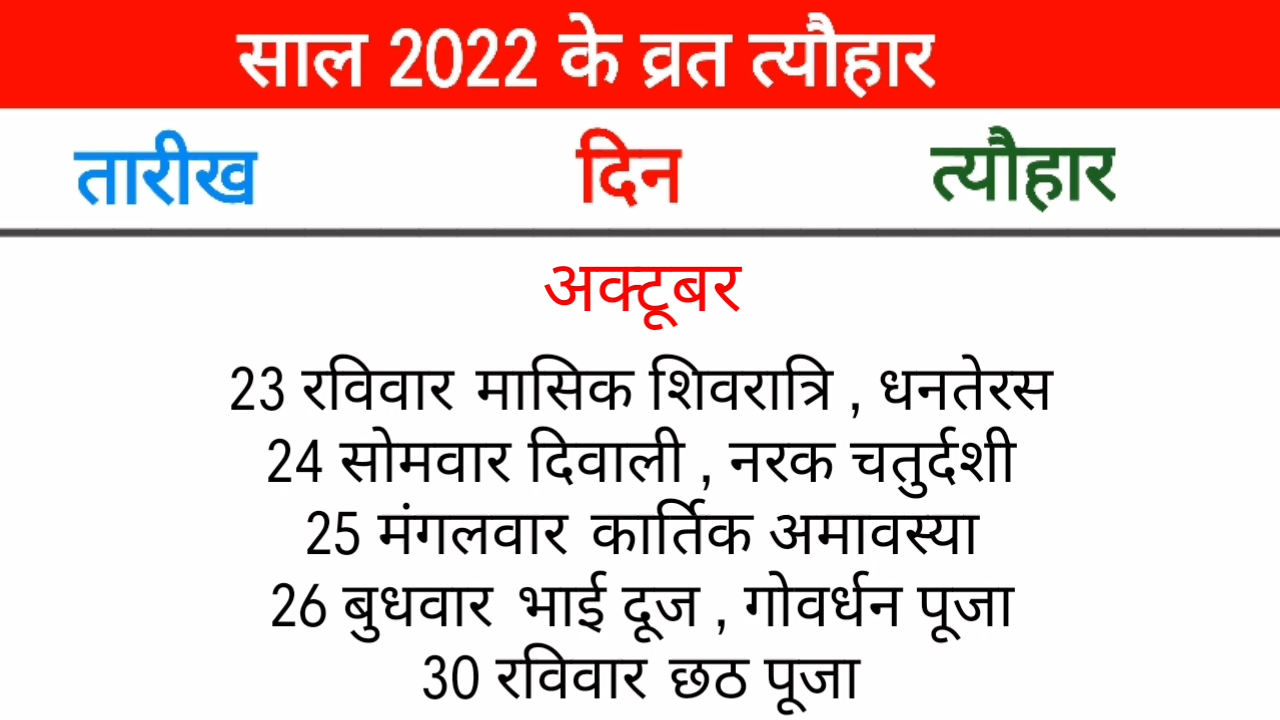 साल 2022 के व्रत त्यौहार
तारीख दिन त्यौहार
अक्टूबर
23 रविवार मासिक शिवरात्रि , धनतेरस
24 सोमवार दिवाली , नरक चतुर्दशी
25 मंगलवार कार्तिक अमावस्या
26 बुधवार भाई दूज , गोवर्धन पूजा
30 रविवार छठ पूजा